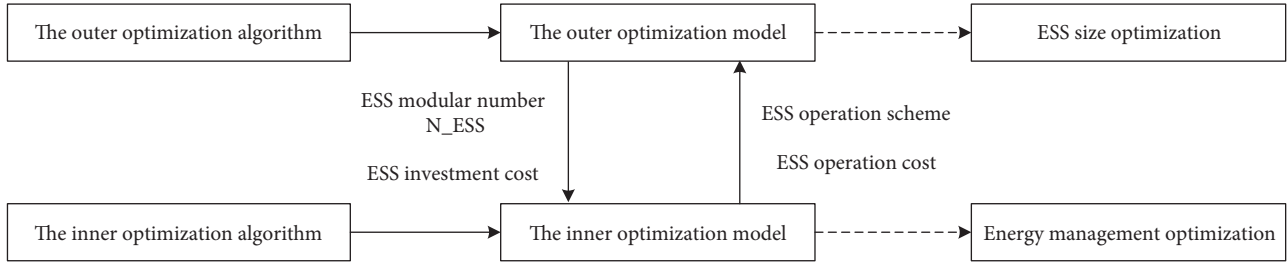 The outer optimization algorithm
The outer optimization model
ESS size optimization
ESS modular number
N_ESS
ESS investment cost
ESS operation scheme
ESS operation cost
The inner optimization algorithm
The inner optimization model
Energy management optimization